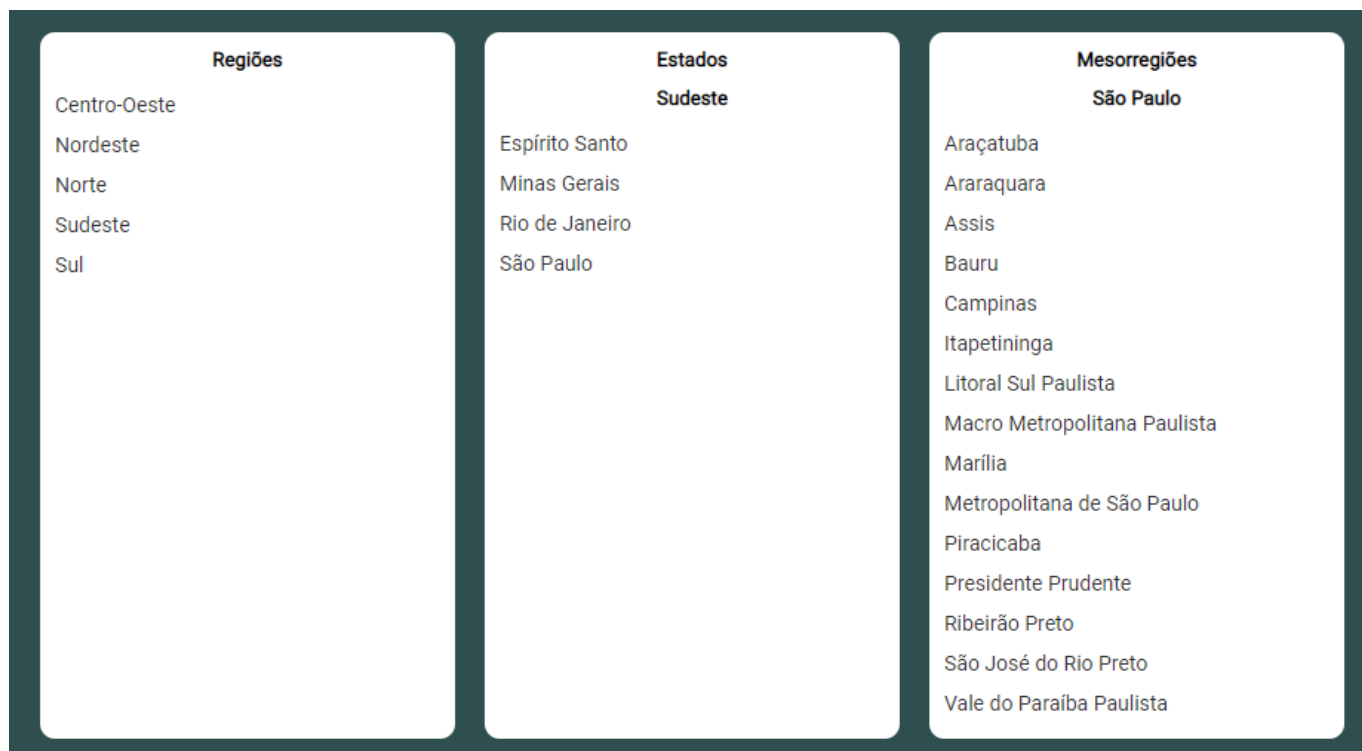 Regiões
Centro-Oeste
Nordeste
Norte
Sudeste
Sul
Estados
Sudeste
Espírito Santo
Minas Gerais
Rio de Janeiro
São Paulo
Mesorregiões
São Paulo
Araçatuba
Araraquara
Assis
Bauru
Campinas
Itapetininga
Litoral Sul Paulista
Macro Metropolitana Paulista
Marília
Metropolitana de São Paulo
Piracicaba
Presidente Prudente
Ribeirão Preto
São José do Rio Preto
Vale do Paraíba Paulista